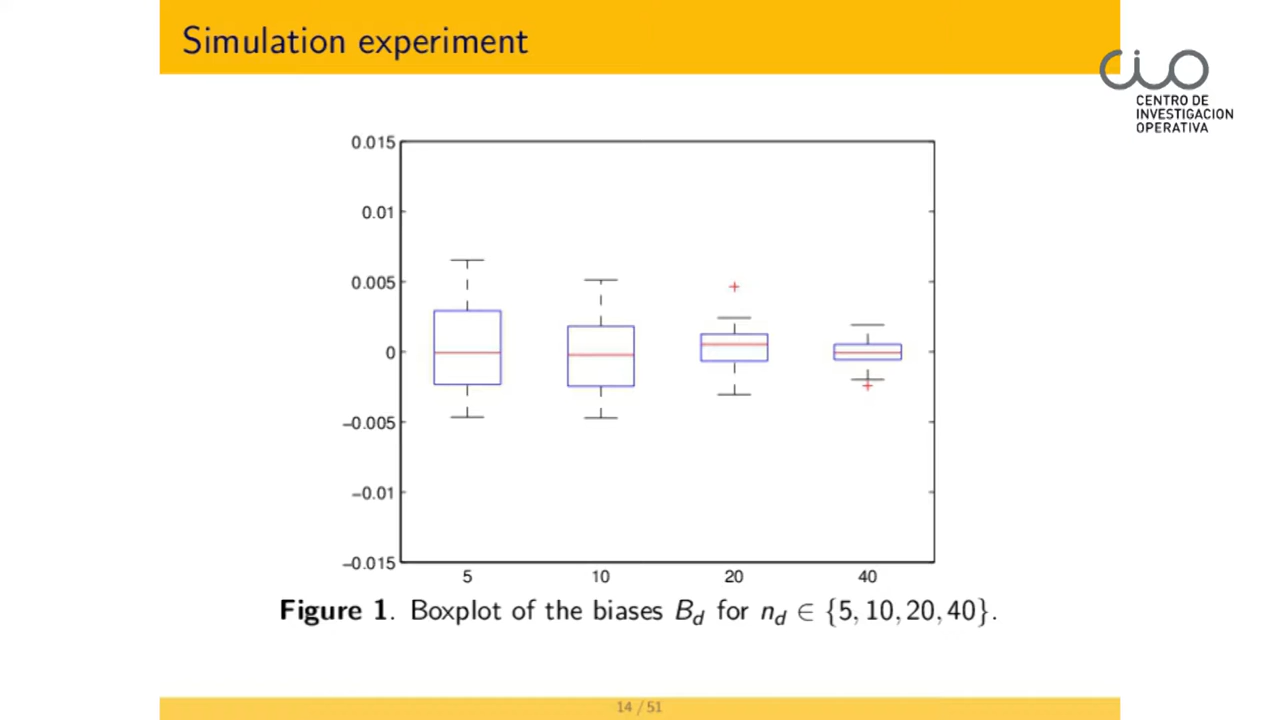 Simulation experiment
CIO
CENTRO DE
INVESTIGACION
OPERATIVA
0.015
0.01
0.005
0
−0.005
−0.01
−0.015
5 10 20 40
Figure 1. Boxplot of the biases B_d for n_d ∈ {5, 10, 20, 40}.
14 / 51